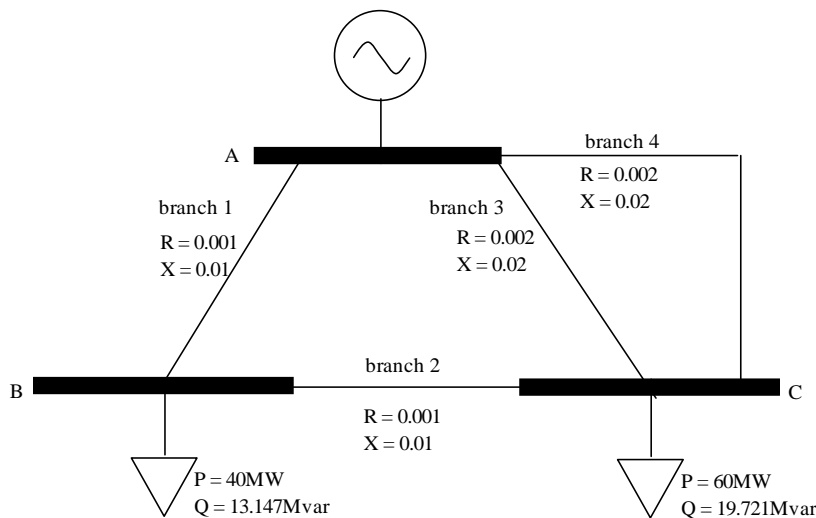 branch 4
A
R = 0.002
X = 0.02
branch 1
branch 3
R = 0.001
X = 0.01
R = 0.002
X = 0.02
branch 2
B
C
R = 0.001
X = 0.01
P = 40MW
Q = 13.147Mvar
P = 60MW
Q = 19.721Mvar